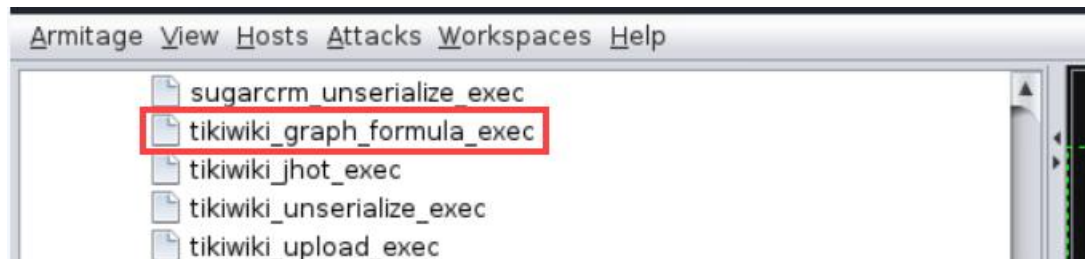 Armitage View Hosts Attacks Workspaces Help
sugarcrm_unserialize_exec
tikiwiki_graph_formula_exec
tikiwiki_jhot_exec
tikiwiki_unserialize_exec
tikiwiki_upload_exec